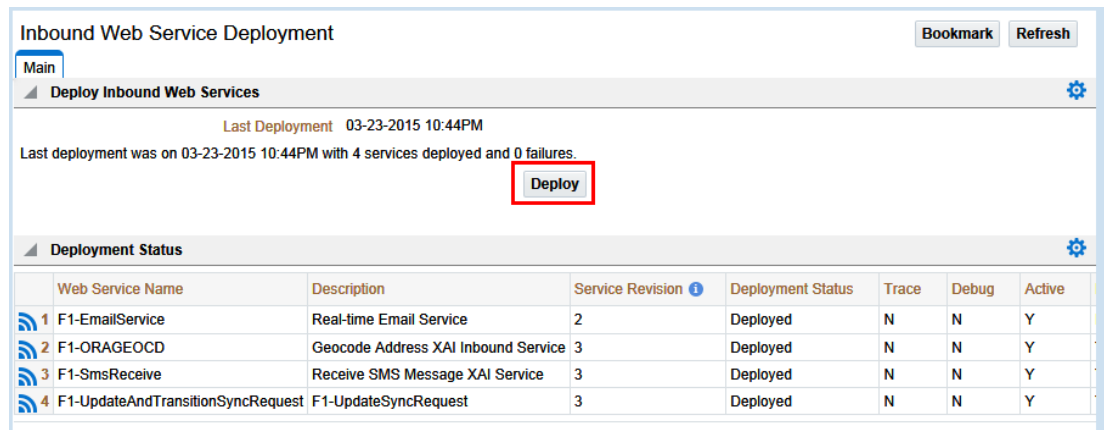 Inbound Web Service Deployment
Bookmark Refresh
Main
Deploy Inbound Web Services
Last Deployment 03-23-2015 10:44PM
Last deployment was on 03-23-2015 10:44PM with 4 services deployed and 0 failures.
Deploy
Deployment Status
Web Service Name Description Service Revision Deployment Status Trace Debug Active
1 F1-EmailService Real-time Email Service 2 Deployed N N Y
2 F1-ORAGEOCD Geocode Address XAI Inbound Service 3 Deployed N N Y
3 F1-SmsReceive Receive SMS Message XAI Service 3 Deployed N N Y
4 F1-UpdateAndTransitionSyncRequest F1-UpdateSyncRequest 3 Deployed N N Y